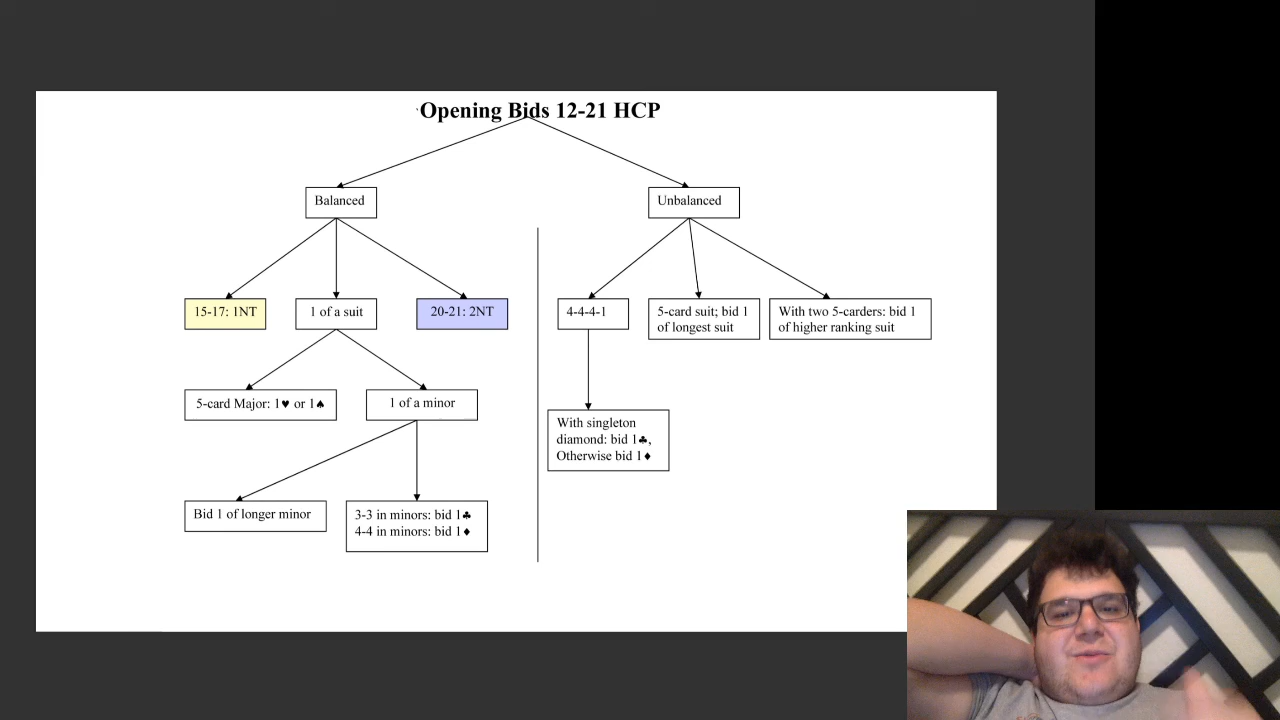 Opening Bids 12-21 HCP
Balanced
Unbalanced
15-17: 1NT
1 of a suit
20-21: 2NT
4-4-4-1
5-card suit; bid 1
of longest suit
With two 5-carders: bid 1
of higher ranking suit
5-card Major: 1♥ or 1♠
1 of a minor
With singleton
diamond: bid 1♣,
Otherwise bid 1♦
Bid 1 of longer minor
3-3 in minors: bid 1♣
4-4 in minors: bid 1♦